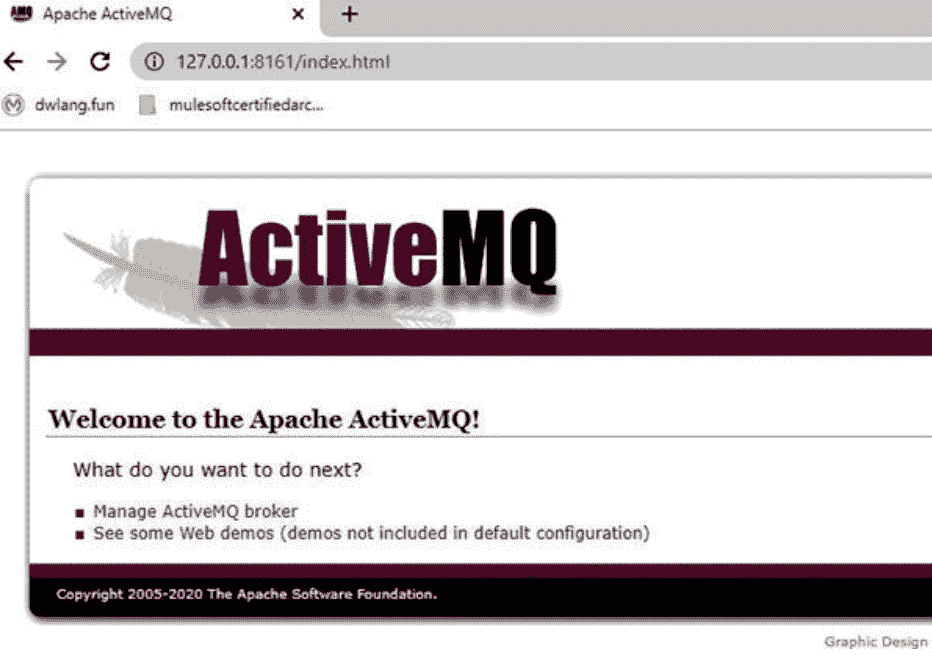 AMQ Apache ActiveMQ
127.0.0.1:8161/index.html
dwlang.fun mulesoftcertifiedarc...
ActiveMQ
Welcome to the Apache ActiveMQ!
What do you want to do next?
Manage ActiveMQ broker
See some Web demos (demos not included in default configuration)
Copyright 2005-2020 The Apache Software Foundation.
Graphic Design